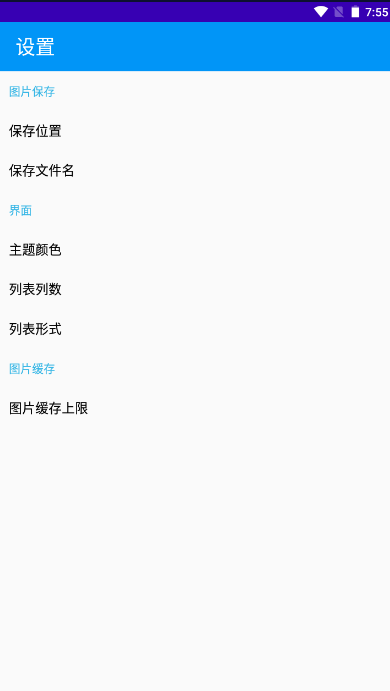 7:55
设置
图片保存
保存位置
保存文件名
界面
主题颜色
列表列数
列表形式
图片缓存
图片缓存上限